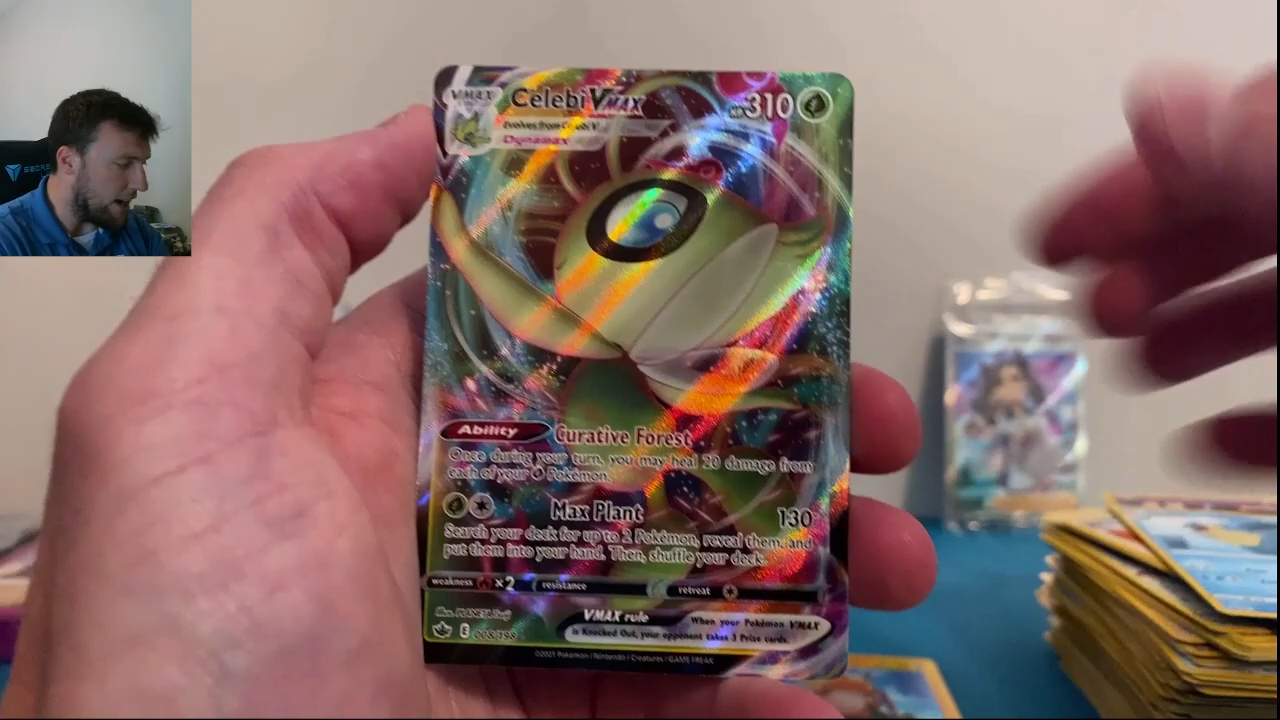 VMAX
Celebi VMAX
310
Evolves from Celebi V
Dynamax
Ability Curative Forest
Once during your turn, you may heal 20 damage from
each of your Pokémon.
Max Plant 130
Search your deck for up to 2 Pokémon, reveal them, and
put them into your hand. Then, shuffle your deck.
weakness ×2 resistance retreat
VMAX rule When your Pokémon VMAX
is Knocked Out, your opponent takes 3 Prize cards.
E 008/198
©2021 Pokémon / Nintendo / Creatures / GAME FREAK